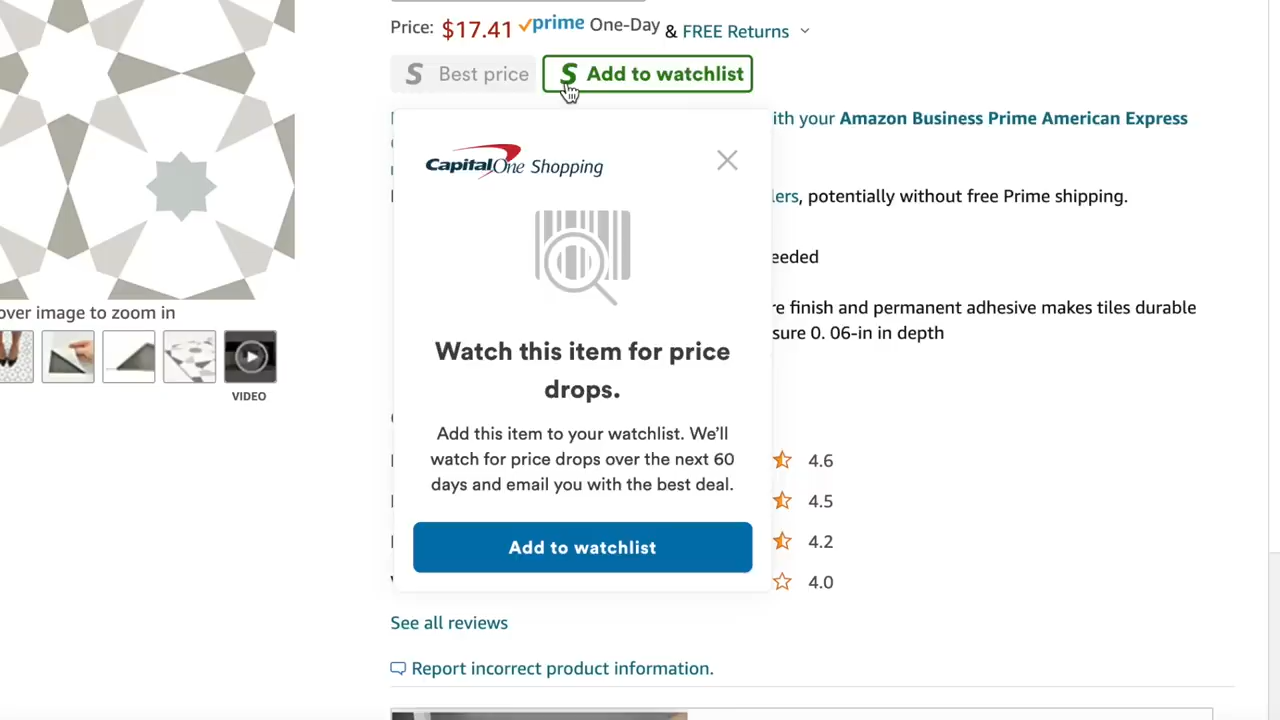 Price: $17.41 prime One-Day & FREE Returns
S Best price
S Add to watchlist
ith your Amazon Business Prime American Express
CapitalOne Shopping
lers, potentially without free Prime shipping.
eeded
over image to zoom in
re finish and permanent adhesive makes tiles durable
sure 0. 06-in in depth
Watch this item for price
drops.
VIDEO
Add this item to your watchlist. We’ll
watch for price drops over the next 60
days and email you with the best deal.
4.6
4.5
4.2
4.0
Add to watchlist
See all reviews
Report incorrect product information.